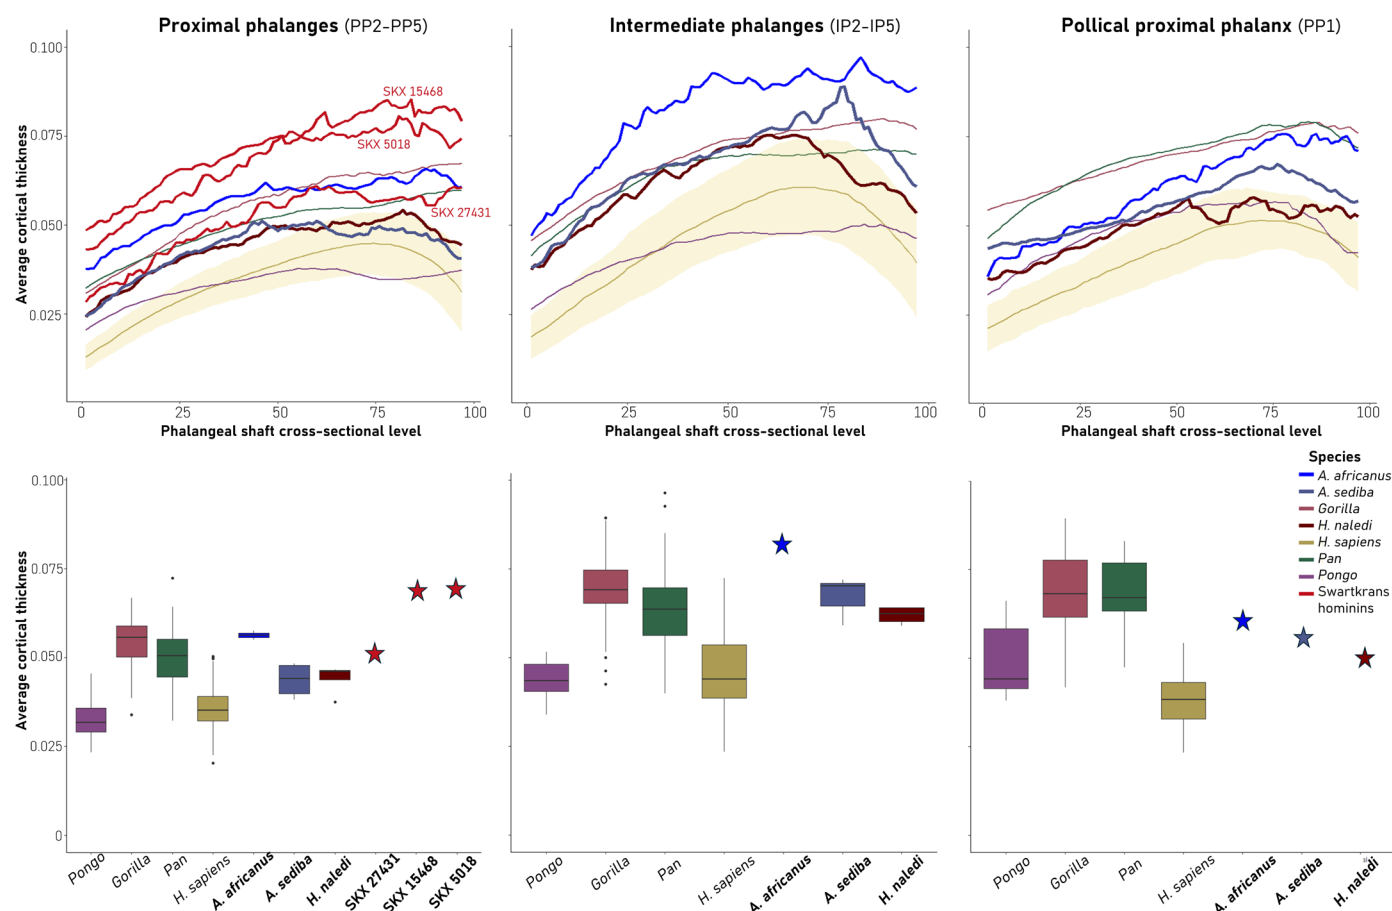 Proximal phalanges (PP2-PP5)
Intermediate phalanges (IP2-IP5)
Pollical proximal phalanx (PP1)
Average cortical thickness
0.100
0.075
0.050
0.025
SKX 15468
SKX 5018
SKX 27431
0 25 50 75 100
0 25 50 75 100
0 25 50 75 100
Phalangeal shaft cross-sectional level
Phalangeal shaft cross-sectional level
Phalangeal shaft cross-sectional level
Species
A. africanus
A. sediba
Gorilla
H. naledi
H. sapiens
Pan
Pongo
Swartkrans
hominins
Average cortical thickness
0.100
0.075
0.050
0.025
0
Pongo
Gorilla
Pan
H. sapiens
A. africanus
A. sediba
H. naledi
SKX 27431
SKX 15468
SKX 5018
Pongo
Gorilla
Pan
H. sapiens
A. africanus
A. sediba
H. naledi
Pongo
Gorilla
Pan
H. sapiens
A. africanus
A. sediba
H. naledi